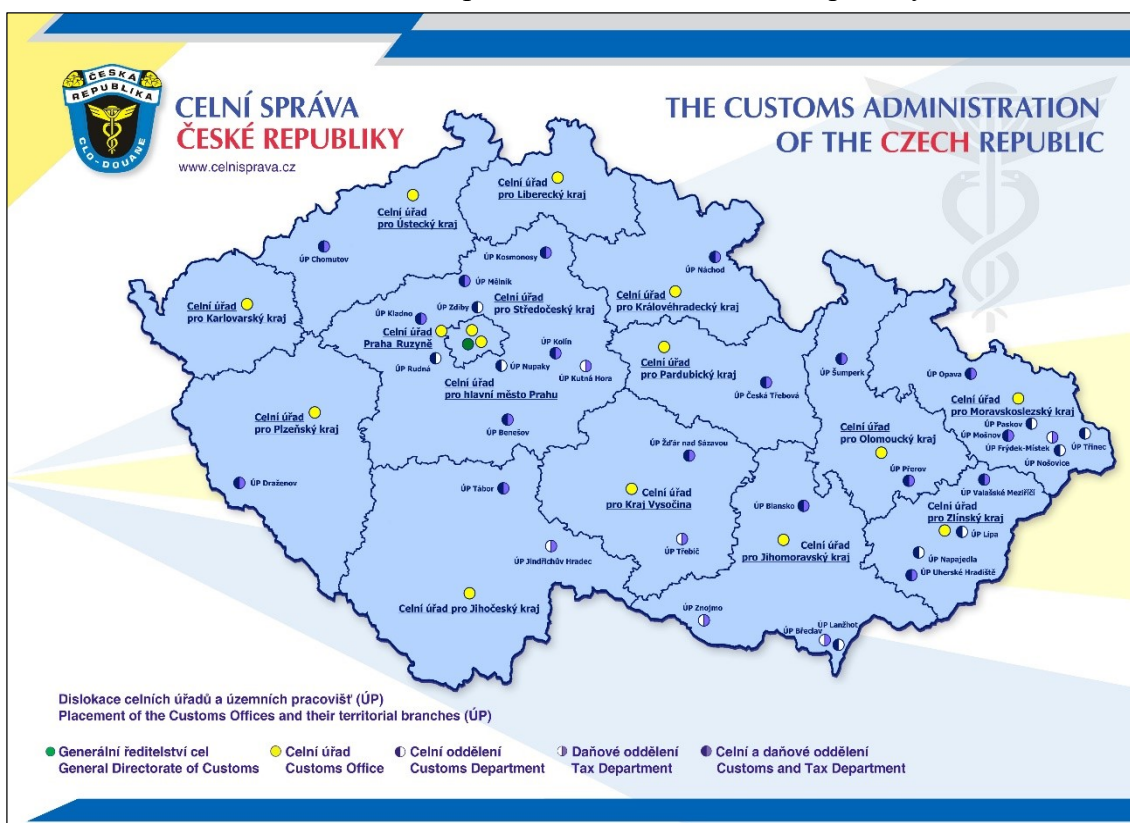 ČESKÁ
REPUBLIKA
CLO-DOUANE
CELNÍ SPRÁVA
ČESKÉ REPUBLIKY
www.celnisprava.cz
THE CUSTOMS ADMINISTRATION
OF THE CZECH REPUBLIC
Celní úřad
pro Liberecký kraj
Celní úřad
pro Ústecký kraj
ÚP Chomutov
ÚP Kosmonosy
ÚP Náchod
ÚP Mělník
Celní úřad
pro Karlovarský kraj
ÚP Zdiby
Celní úřad
pro Středočeský kraj
Celní úřad
pro Královéhradecký kraj
ÚP Kladno
Celní úřad
Praha Ruzyně
ÚP Rudná
ÚP Nupaky
ÚP Kolín
ÚP Kutná Hora
Celní úřad
pro hlavní město Prahu
Celní úřad
pro Pardubický kraj
ÚP Česká Třebová
ÚP Šumperk
ÚP Opava
Celní úřad
pro Moravskoslezský kraj
ÚP Paskov
ÚP Mošnov
ÚP Frýdek-Místek
ÚP Třinec
ÚP Nošovice
Celní úřad
pro Plzeňský kraj
ÚP Benešov
ÚP Žďár nad Sázavou
Celní úřad
pro Olomoucký kraj
ÚP Přerov
ÚP Valašské Meziříčí
ÚP Draženov
ÚP Tábor
Celní úřad
pro Kraj Vysočina
ÚP Blansko
Celní úřad
pro Zlínský kraj
ÚP Lípa
ÚP Napajedla
ÚP Uherské Hradiště
ÚP Jindřichův Hradec
ÚP Třebíč
Celní úřad
pro Jihomoravský kraj
Celní úřad pro Jihočeský kraj
ÚP Znojmo
ÚP Břeclav
ÚP Lanžhot
Dislokace celních úřadů a územních pracovišť (ÚP)
Placement of the Customs Offices and their territorial branches (ÚP)
Generální ředitelství cel
General Directorate of Customs
Celní úřad
Customs Office
Celní oddělení
Customs Department
Daňové oddělení
Tax Department
Celní a daňové oddělení
Customs and Tax Department